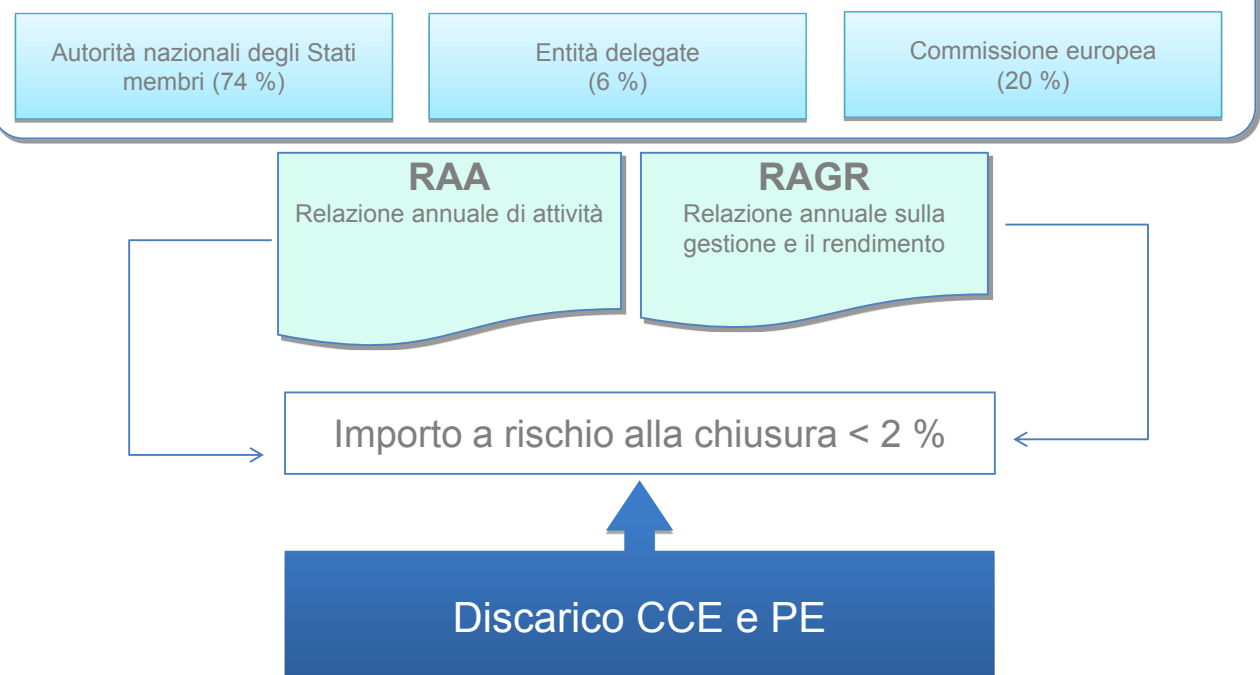 Autorità nazionali degli Stati
membri (74 %)
Entità delegate
(6 %)
Commissione europea
(20 %)
RAA
Relazione annuale di attività
RAGR
Relazione annuale sulla
gestione e il rendimento
Importo a rischio alla chiusura < 2 %
Discarico CCE e PE